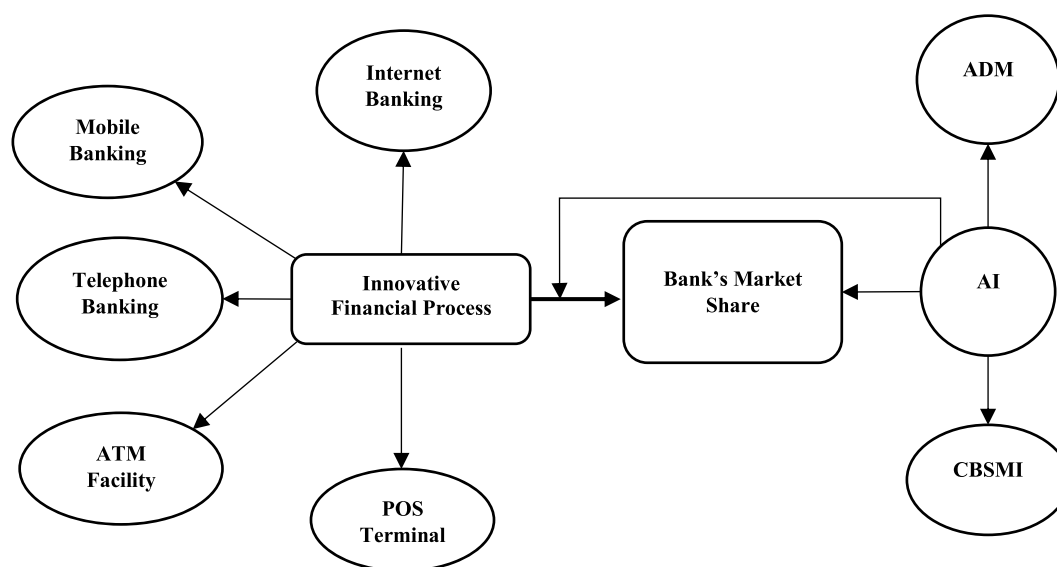 Internet
Banking
ADM
Mobile
Banking
Telephone
Banking
Innovative
Financial Process
Bank’s Market
Share
AI
ATM
Facility
CBSMI
POS
Terminal